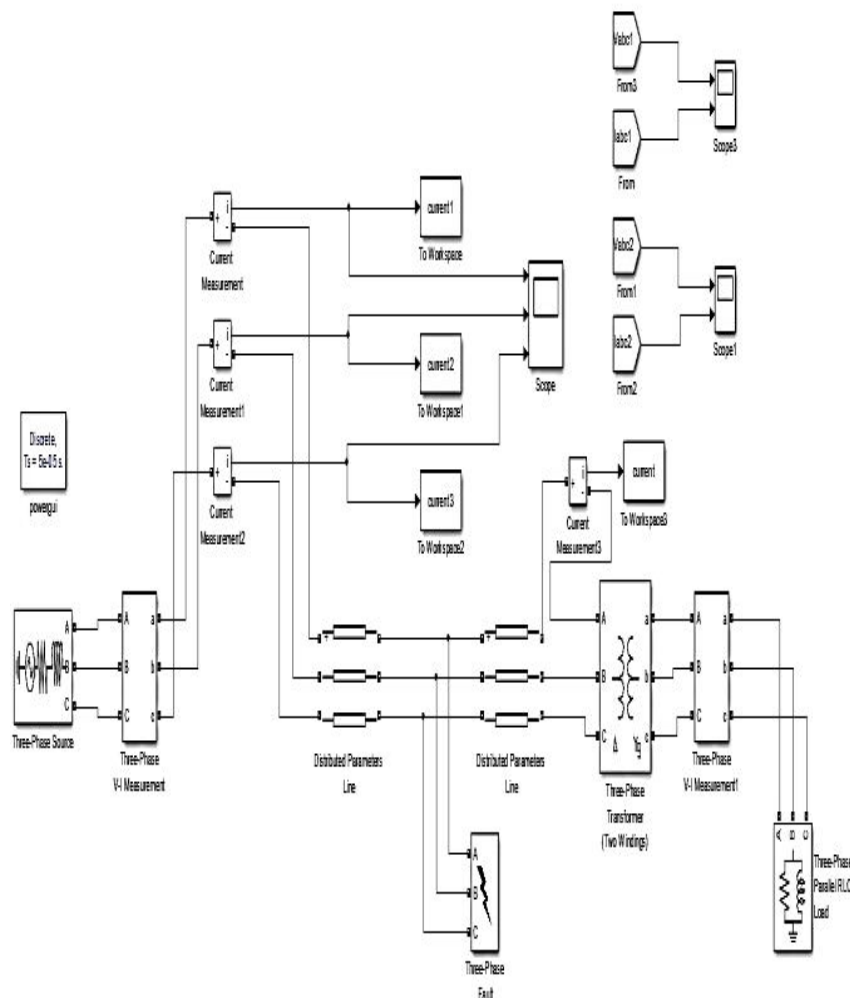 Vabc1
From3
Iabc1
From
Scope3
Vabc2
From1
Iabc2
From2
Scope1
i
+
-
Current
Measurement
current1
To Workspace
i
+
-
Current
Measurement1
current2
To Workspace1
Scope
i
+
-
Current
Measurement2
current3
To Workspace2
i
+
-
Current
Measurement3
current
To Workspace3
Discrete,
Ts = 5e-05 s.
powergui
A
B
C
Three-Phase Source
A
B
C
a
b
c
Three-Phase
V-I Measurement
+
Distributed Parameters
Line
+
Distributed Parameters
Line
A
B
C
a
b
c
Δ
Yg
Three-Phase
Transformer
(Two Windings)
A
B
C
a
b
c
Three-Phase
V-I Measurement1
A
B
C
Three-Phase
Fault
A
B
C
Three-Phase
Parallel RLC
Load